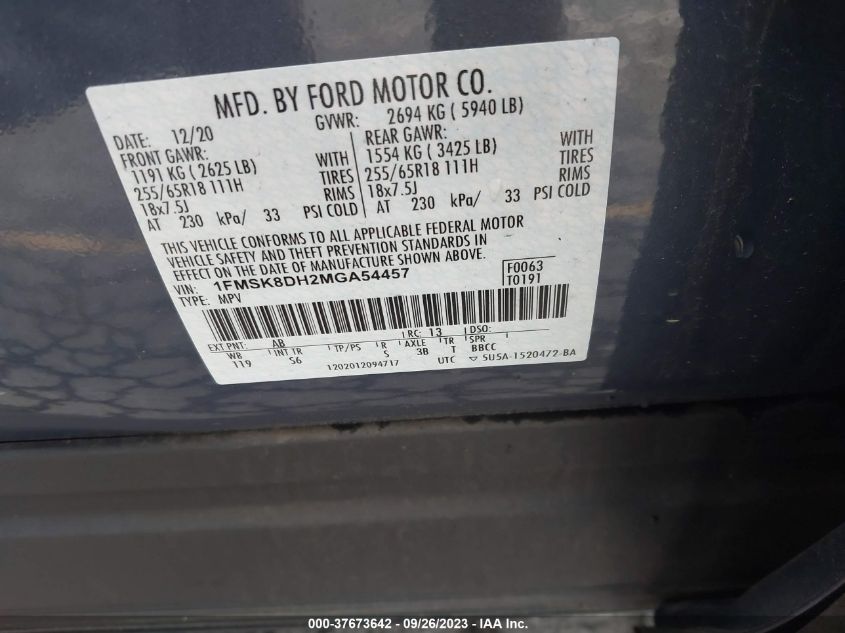 MFD. BY FORD MOTOR CO.
DATE: 12/20 GVWR: 2694 KG ( 5940 LB)
FRONT GAWR: REAR GAWR:
1191 KG ( 2625 LB) WITH 1554 KG ( 3425 LB) WITH
255/65R18 111H TIRES 255/65R18 111H TIRES
18x7.5J RIMS 18x7.5J RIMS
AT 230 kPa/ 33 PSI COLD AT 230 kPa/ 33 PSI COLD
THIS VEHICLE CONFORMS TO ALL APPLICABLE FEDERAL MOTOR
VEHICLE SAFETY AND THEFT PREVENTION STANDARDS IN
EFFECT ON THE DATE OF MANUFACTURE SHOWN ABOVE.
VIN: 1FMSK8DH2MGA54457 F0063
TYPE: MPV T0191
EXT PNT: AB RC: 13 DSO:
WB INT TR TP/PS R AXLE TR SPR
119 S6 S 3B T BBCC
1202012094717 UTC 5U5A-1520472-BA
000-37673642 - 09/26/2023 - IAA Inc.